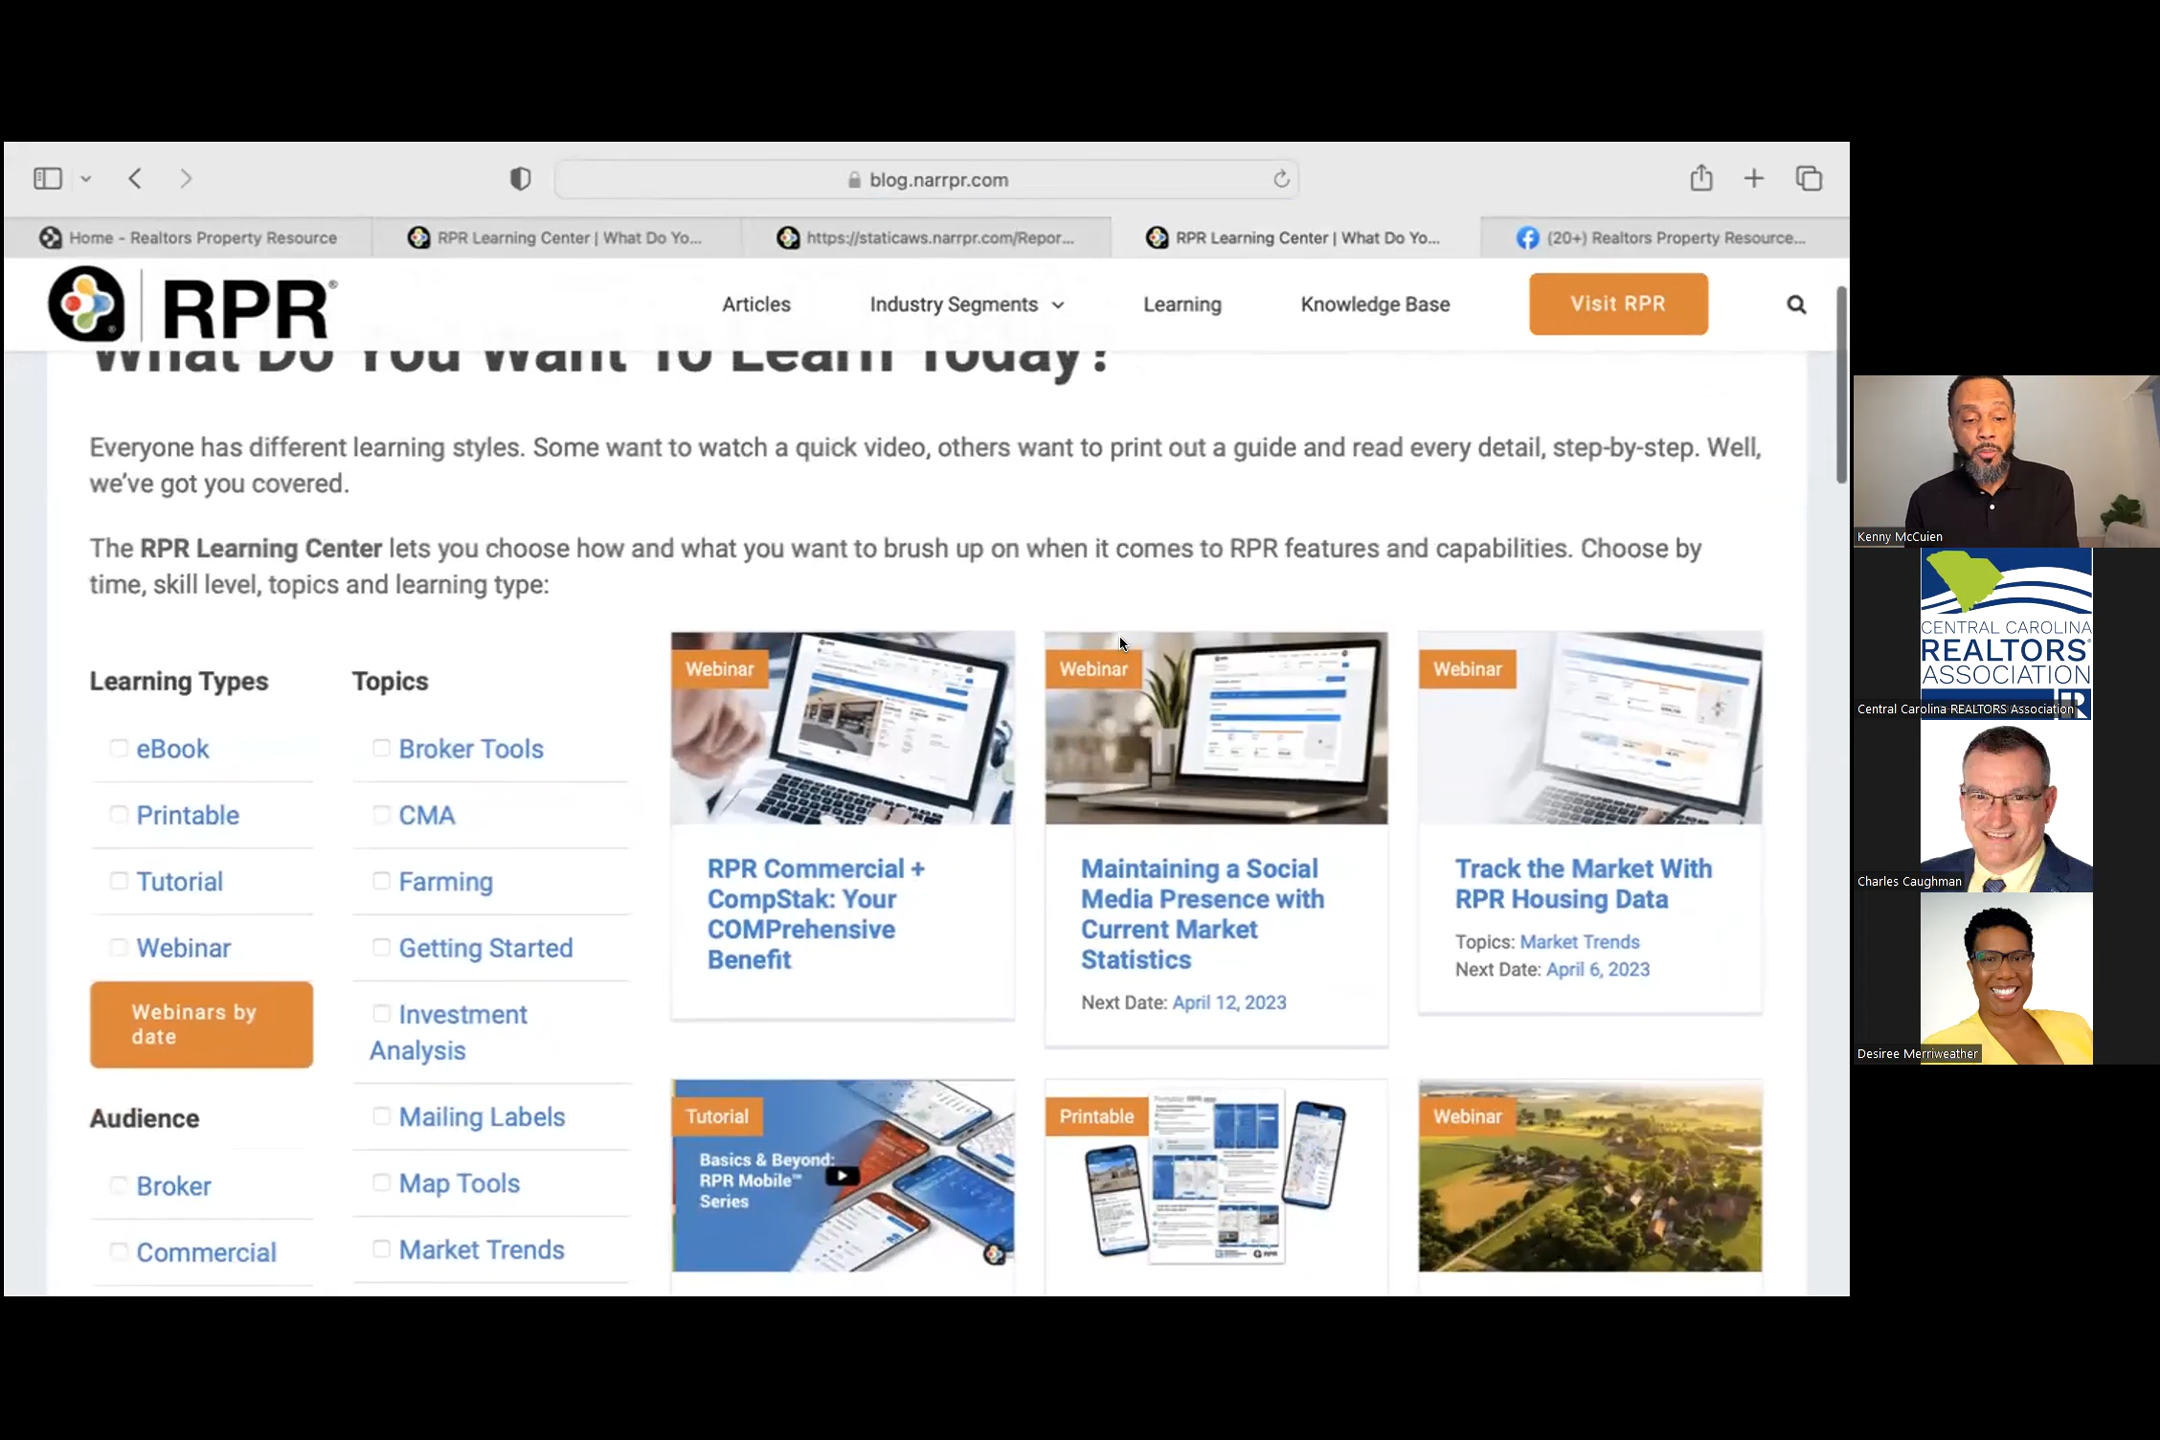 blog.narrpr.com
Home - Realtors Property Resource
RPR Learning Center | What Do Yo...
https://staticaws.narrpr.com/Repor...
RPR Learning Center | What Do Yo...
(20+) Realtors Property Resource...
RPR®
Articles
Industry Segments
Learning
Knowledge Base
Visit RPR
What Do You Want To Learn Today?
Everyone has different learning styles. Some want to watch a quick video, others want to print out a guide and read every detail, step-by-step. Well,
we've got you covered.
The RPR Learning Center lets you choose how and what you want to brush up on when it comes to RPR features and capabilities. Choose by
time, skill level, topics and learning type:
Learning Types
eBook
Printable
Tutorial
Webinar
Webinars by
date
Audience
Broker
Commercial
Topics
Broker Tools
CMA
Farming
Getting Started
Investment
Analysis
Mailing Labels
Map Tools
Market Trends
Webinar
RPR Commercial +
CompStak: Your
COMPrehensive
Benefit
Webinar
Maintaining a Social
Media Presence with
Current Market
Statistics
Next Date: April 12, 2023
Webinar
Track the Market With
RPR Housing Data
Topics: Market Trends
Next Date: April 6, 2023
Tutorial
Basics & Beyond:
RPR Mobile™
Series
Printable
RPR
Webinar
Kenny McCuien
CENTRAL CAROLINA
REALTORS®
ASSOCIATION
Central Carolina REALTORS Association
Charles Caughman
Desiree Merriweather